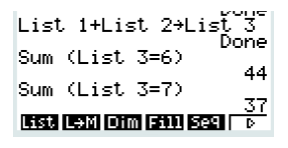 Done
List 1+List 2→List 3
Done
Sum (List 3=6)
44
Sum (List 3=7)
37
List L→M Dim Fill Seq ▷